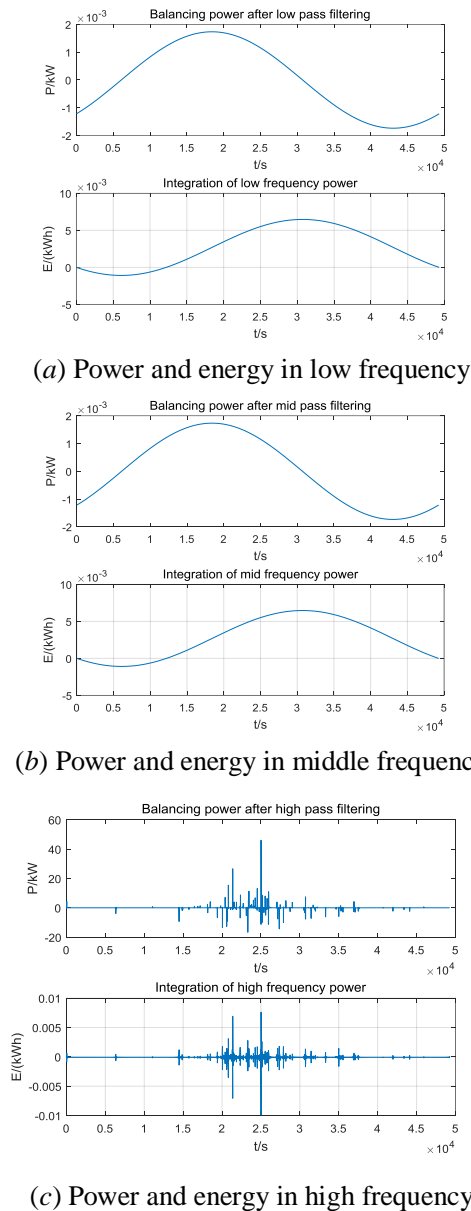 ×10⁻³
Balancing power after low pass filtering
2
1
0
-1
-2
P/kW
0 0.5 1 1.5 2 2.5 3 3.5 4 4.5 5
t/s
×10⁴
×10⁻³
Integration of low frequency power
10
5
0
-5
E/(kWh)
0 0.5 1 1.5 2 2.5 3 3.5 4 4.5 5
t/s
×10⁴
(a) Power and energy in low frequency
×10⁻³
Balancing power after mid pass filtering
2
1
0
-1
-2
P/kW
0 0.5 1 1.5 2 2.5 3 3.5 4 4.5 5
t/s
×10⁴
×10⁻³
Integration of mid frequency power
10
5
0
-5
E/(kWh)
0 0.5 1 1.5 2 2.5 3 3.5 4 4.5 5
t/s
×10⁴
(b) Power and energy in middle frequenc
Balancing power after high pass filtering
60
40
20
0
-20
P/kW
0 0.5 1 1.5 2 2.5 3 3.5 4 4.5 5
t/s
×10⁴
Integration of high frequency power
0.01
0.005
0
-0.005
-0.01
E/(kWh)
0 0.5 1 1.5 2 2.5 3 3.5 4 4.5 5
t/s
×10⁴
(c) Power and energy in high frequency